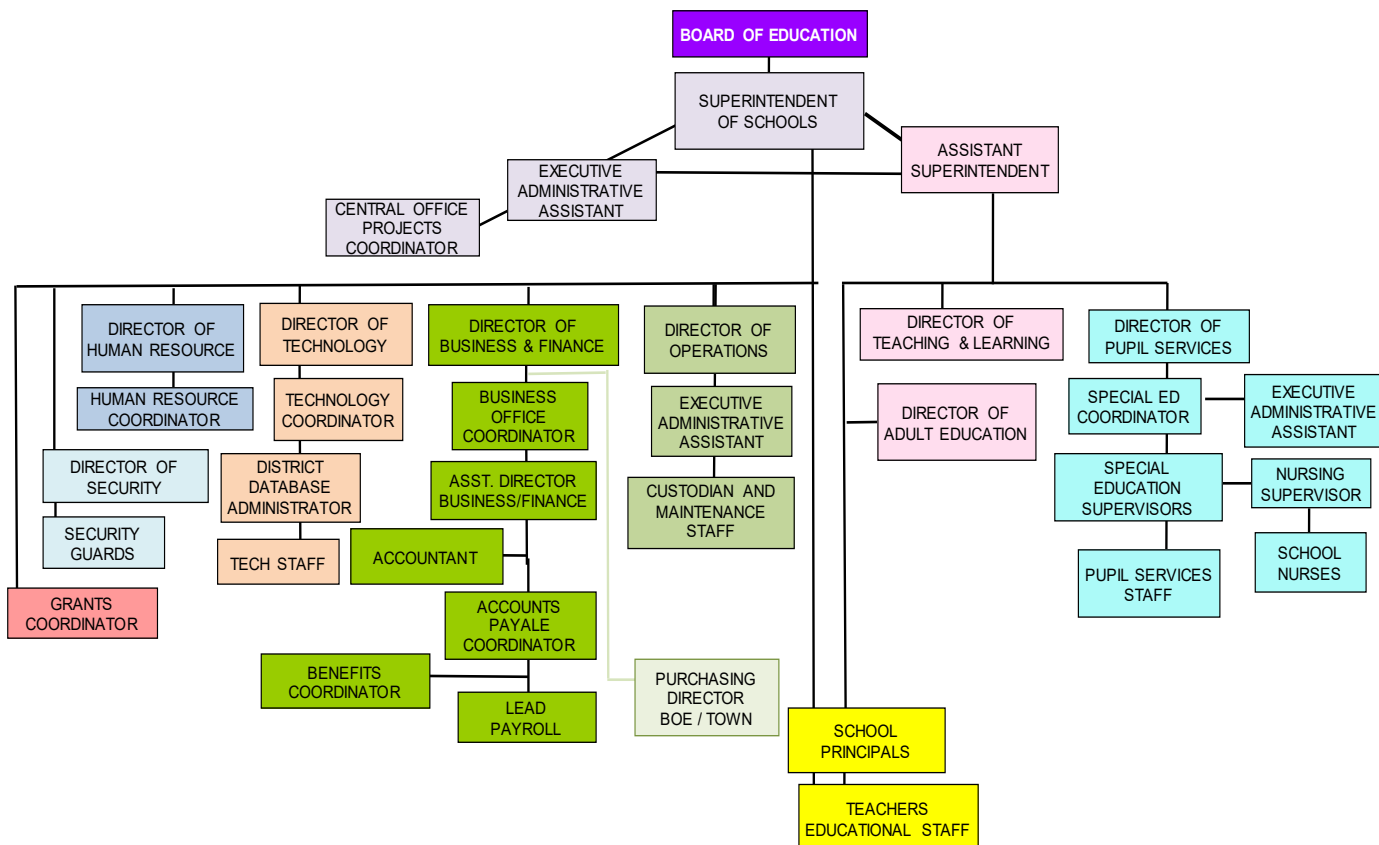 BOARD OF EDUCATION
SUPERINTENDENT
OF SCHOOLS
ASSISTANT
SUPERINTENDENT
EXECUTIVE
ADMINISTRATIVE
ASSISTANT
CENTRAL OFFICE
PROJECTS
COORDINATOR
DIRECTOR OF
HUMAN RESOURCE
HUMAN RESOURCE
COORDINATOR
DIRECTOR OF
SECURITY
SECURITY
GUARDS
GRANTS
COORDINATOR
DIRECTOR OF
TECHNOLOGY
TECHNOLOGY
COORDINATOR
DISTRICT
DATABASE
ADMINISTRATOR
TECH STAFF
DIRECTOR OF
BUSINESS & FINANCE
BUSINESS
OFFICE
COORDINATOR
ASST. DIRECTOR
BUSINESS/FINANCE
ACCOUNTANT
ACCOUNTS
PAYALE
COORDINATOR
BENEFITS
COORDINATOR
LEAD
PAYROLL
DIRECTOR OF
OPERATIONS
EXECUTIVE
ADMINISTRATIVE
ASSISTANT
CUSTODIAN AND
MAINTENANCE
STAFF
PURCHASING
DIRECTOR
BOE / TOWN
DIRECTOR OF
TEACHING & LEARNING
DIRECTOR OF
ADULT EDUCATION
DIRECTOR OF
PUPIL SERVICES
SPECIAL ED
COORDINATOR
EXECUTIVE
ADMINISTRATIVE
ASSISTANT
SPECIAL
EDUCATION
SUPERVISORS
NURSING
SUPERVISOR
PUPIL SERVICES
STAFF
SCHOOL
NURSES
SCHOOL
PRINCIPALS
TEACHERS
EDUCATIONAL STAFF